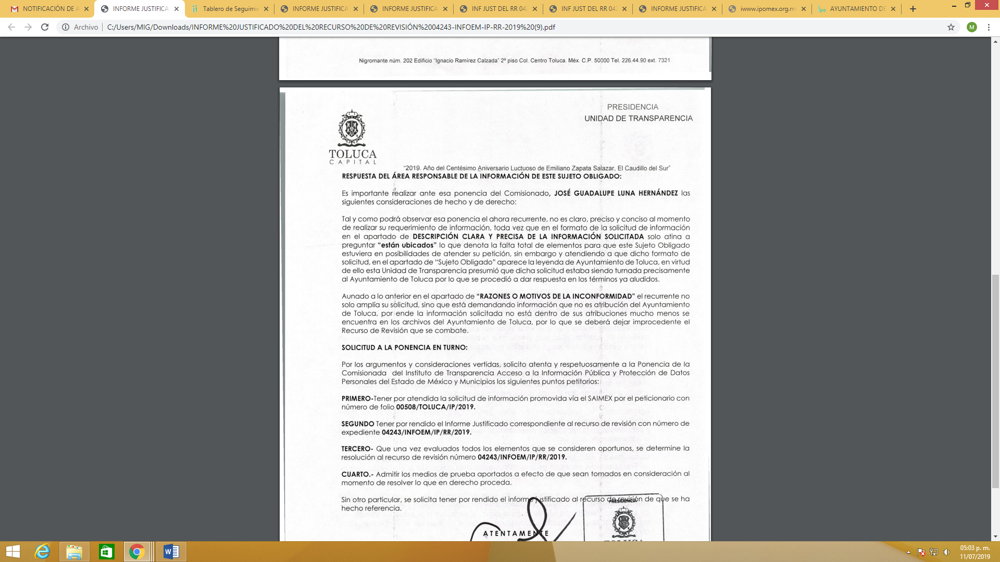 NOTIFICACIÓN DE A
INFORME JUSTIFICA
Tablero de Seguimie
INFORME JUSTIFICA
INFORME JUSTIFICA
INF JUST DEL RR 042
INF JUST DEL RR 042
INFORME JUSTIFICA
iwww.ipomex.org.m
AYUNTAMIENTO DE
Archivo | C:/Users/MIG/Downloads/INFORME%20JUSTIFICADO%20DEL%20RECURSO%20DE%20REVISIÓN%2004243-INFOEM-IP-RR-2019%20(9).pdf
M
Nigromante núm. 202 Edificio "Ignacio Ramírez Calzada" 2º piso Col. Centro Toluca. Méx. C.P. 50000 Tel. 226.44.90 ext. 7321
PRESIDENCIA
UNIDAD DE TRANSPARENCIA
TOLUCA
CAPITAL
"2019. Año del Centésimo Aniversario Luctuoso de Emiliano Zapata Salazar, El Caudillo del Sur"
RESPUESTA DEL ÁREA RESPONSABLE DE LA INFORMACIÓN DE ESTE SUJETO OBLIGADO:
Es importante realizar ante esa ponencia del Comisionado, JOSÉ GUADALUPE LUNA HERNÁNDEZ las
siguientes consideraciones de hecho y de derecho:
Tal y como podrá observar esa ponencia el ahora recurrente, no es claro, preciso y conciso al momento
de realizar su requerimiento de información, toda vez que en el formato de la solicitud de información
en el apartado de DESCRIPCIÓN CLARA Y PRECISA DE LA INFORMACIÓN SOLICITADA solo atina a
preguntar "están ubicados" lo que denota la falta total de elementos para que este Sujeto Obligado
estuviera en posibilidades de atender su petición, sin embargo y atendiendo a que dicho formato de
solicitud, en el apartado de "Sujeto Obligado" aparece la leyenda de Ayuntamiento de Toluca, en virtud
de ello esta Unidad de Transparencia presumió que dicha solicitud estaba siendo turnada precisamente
al Ayuntamiento de Toluca por lo que se procedió a dar respuesta en los términos ya aludidos.
Aunado a lo anterior en el apartado de "RAZONES O MOTIVOS DE LA INCONFORMIDAD" el recurrente no
solo amplía su solicitud, sino que está demandando información que no es atribución del Ayuntamiento
de Toluca, por ende la información solicitada no está dentro de sus atribuciones mucho menos se
encuentra en los archivos del Ayuntamiento de Toluca, por lo que se deberá dejar improcedente el
Recurso de Revisión que se combate.
SOLICITUD A LA PONENCIA EN TURNO:
Por los argumentos y consideraciones vertidas, solicito atenta y respetuosamente a la Ponencia de la
Comisionada del Instituto de Transparencia Acceso a la Información Pública y Protección de Datos
Personales del Estado de México y Municipios los siguientes puntos petitorios:
PRIMERO-Tener por atendida la solicitud de información promovida vía el SAIMEX por el peticionario con
número de folio 00508/TOLUCA/IP/2019.
SEGUNDO Tener por rendido el Informe Justificado correspondiente al recurso de revisión con número de
expediente 04243/INFOEM/IP/RR/2019.
TERCERO- Que una vez evaluados todos los elementos que se consideren oportunos, se determine la
resolución al recurso de revisión número 04243/INFOEM/IP/RR/2019.
CUARTO.- Admitir los medios de prueba aportados a efecto de que sean tomados en consideración al
momento de resolver lo que en derecho proceda.
Sin otro particular, se solicita tener por rendido el informe justificado al recurso de revisión de que se ha
hecho referencia.
PRESIDENCIA
ATENTAMENTE
05:03 p. m.
11/07/2019